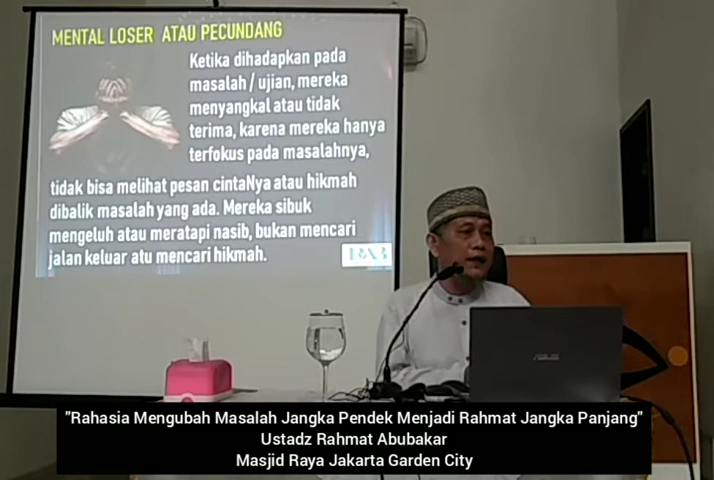 MENTAL LOSER ATAU PECUNDANG
Ketika dihadapkan pada
masalah / ujian, mereka
menyangkal atau tidak
terima, karena mereka hanya
terfokus pada masalahnya,
tidak bisa melihat pesan cintaNya atau hikmah
dibalik masalah yang ada. Mereka sibuk
mengeluh atau meratapi nasib, bukan mencari
jalan keluar atu mencari hikmah.
ASUS
"Rahasia Mengubah Masalah Jangka Pendek Menjadi Rahmat Jangka Panjang"
Ustadz Rahmat Abubakar
Masjid Raya Jakarta Garden City